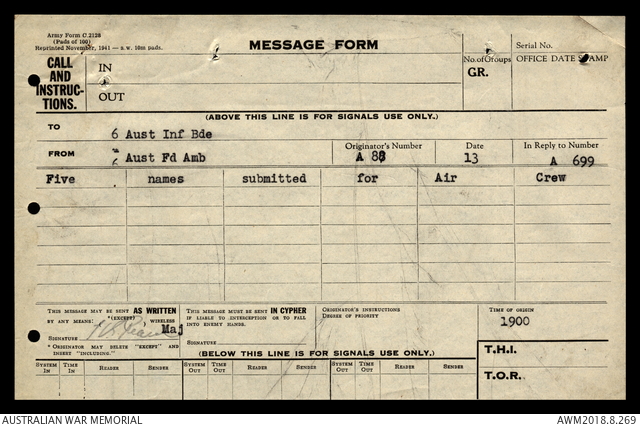 Army Form C.2128
(Pads of 100)
Reprinted November, 1941 — s.w. 10m pads.
MESSAGE FORM
Serial No.
CALL
AND
INSTRUC-
TIONS.
IN
OUT
No. of Groups
GR.
OFFICE DATE STAMP
(ABOVE THIS LINE IS FOR SIGNALS USE ONLY.)
TO
6 Aust Inf Bde
FROM
Aust Fd Amb
Originator's Number
A
Date
13
In Reply to Number
A 699
Five names submitted for Air Crew
THIS MESSAGE MAY BE SENT AS WRITTEN
BY ANY MEANS. *(EXCEPT) WIRELESS
Maj
SIGNATURE
* ORIGINATOR MAY DELETE "EXCEPT" AND
INSERT "INCLUDING."
THIS MESSAGE MUST BE SENT IN CYPHER
IF LIABLE TO INTERCEPTION OR TO FALL
INTO ENEMY HANDS.
SIGNATURE
ORIGINATOR'S INSTRUCTIONS
DEGREE OF PRIORITY
TIME OF ORIGIN
1900
(BELOW THIS LINE IS FOR SIGNALS USE ONLY.)
T.H.I.
T.O.R.
SYSTEM IN TIME IN READER SENDER SYSTEM OUT TIME OUT READER SENDER SYSTEM OUT TIME OUT READER SENDER
AUSTRALIAN WAR MEMORIAL
AWM2018.8.269